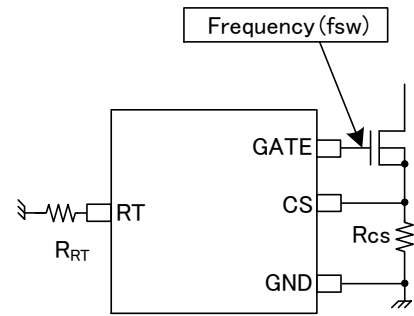 Frequency(fsw)
GATE
CS
RT
RRT
Rcs
GND